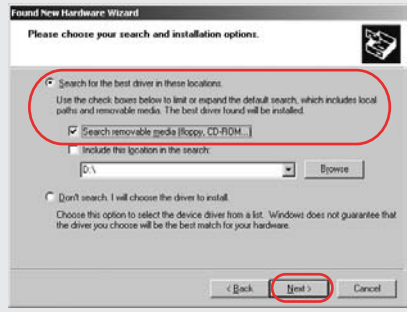 Found New Hardware Wizard
Please choose your search and installation options.
Search for the best driver in these locations.
Use the check boxes below to limit or expand the default search, which includes local
paths and removable media. The best driver found will be installed.
Search removable media (floppy, CD-ROM...)
Include this location in the search:
D:\
Browse
Don't search. I will choose the driver to install.
Choose this option to select the device driver from a list. Windows does not guarantee that
the driver you choose will be the best match for your hardware.
< Back
Next >
Cancel